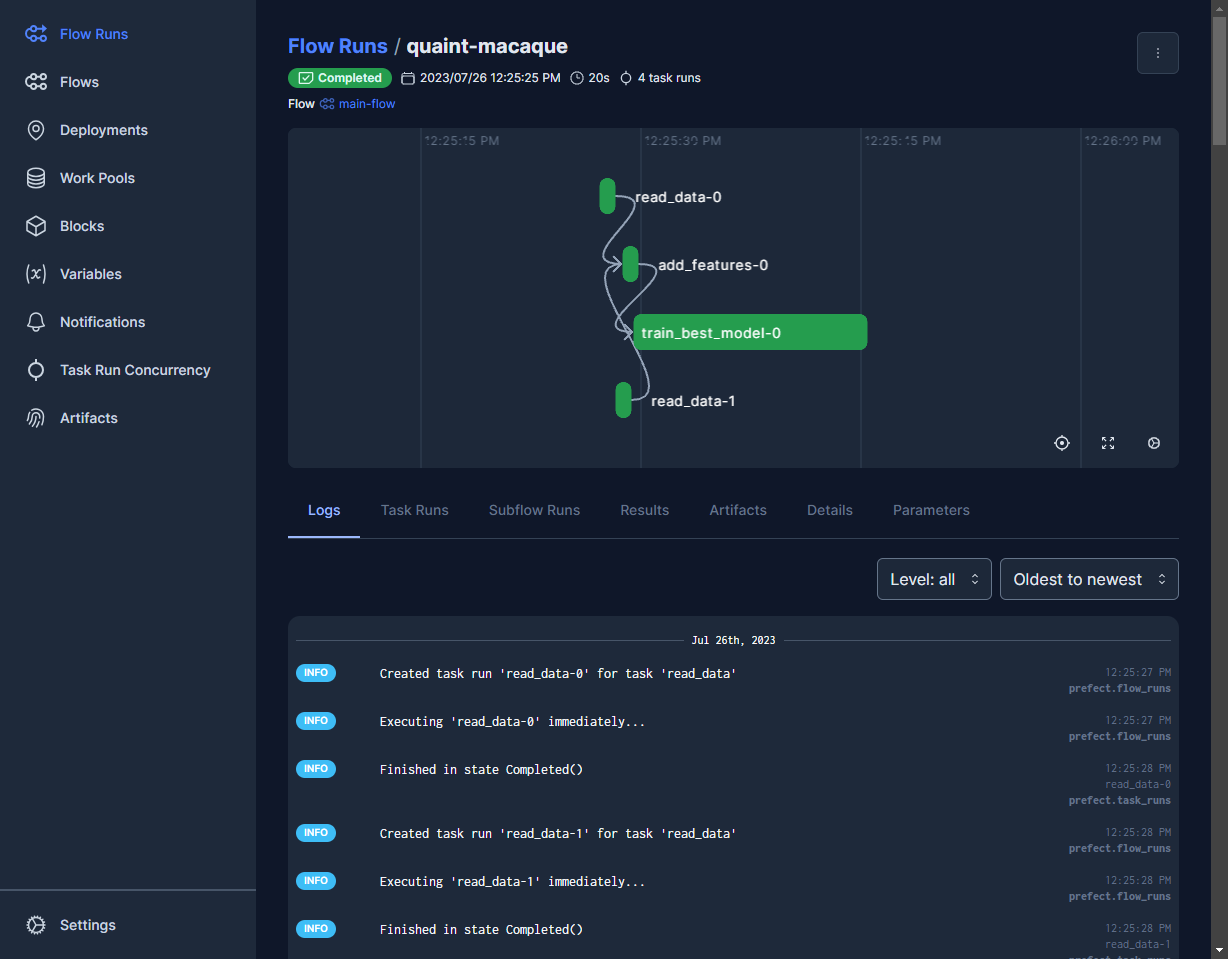 Flow Runs
Flows
Deployments
Work Pools
Blocks
Variables
Notifications
Task Run Concurrency
Artifacts
Settings
Flow Runs / quaint-macaque
Completed 2023/07/26 12:25:25 PM 20s 4 task runs
Flow main-flow
12:25:15 PM 12:25:30 PM 12:25:45 PM 12:26:00 PM
read_data-0
add_features-0
train_best_model-0
read_data-1
Logs Task Runs Subflow Runs Results Artifacts Details Parameters
Level: all Oldest to newest
Jul 26th, 2023
INFO Created task run 'read_data-0' for task 'read_data' 12:25:27 PM
prefect.flow_runs
INFO Executing 'read_data-0' immediately... 12:25:27 PM
prefect.flow_runs
INFO Finished in state Completed() 12:25:28 PM
read_data-0
prefect.task_runs
INFO Created task run 'read_data-1' for task 'read_data' 12:25:28 PM
prefect.flow_runs
INFO Executing 'read_data-1' immediately... 12:25:28 PM
prefect.flow_runs
INFO Finished in state Completed() 12:25:28 PM
read_data-1
prefect.task_runs